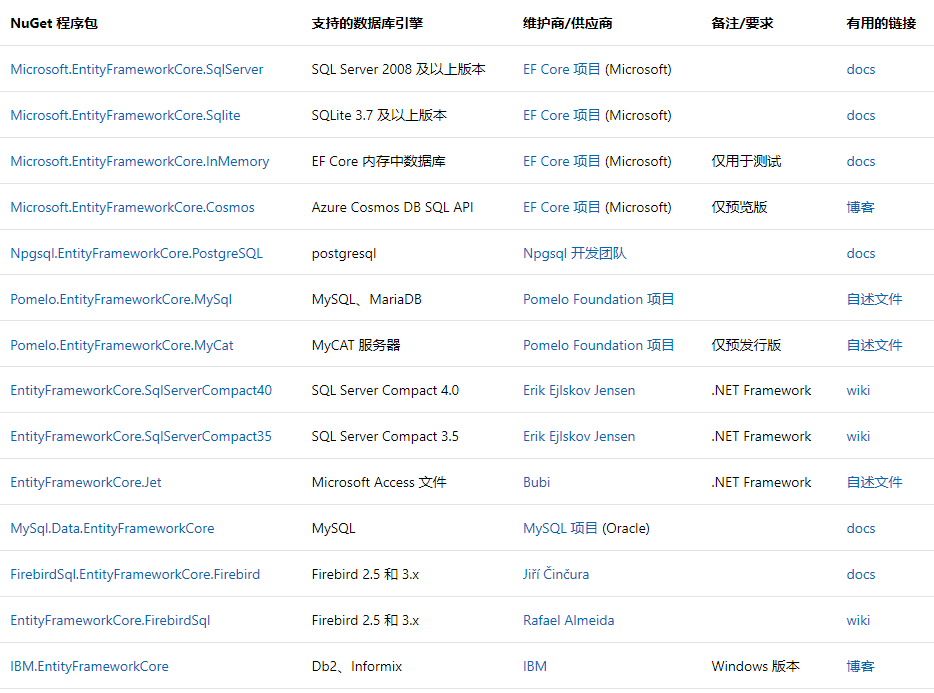 NuGet 程序包 支持的数据库引擎 维护商/供应商 备注/要求 有用的链接
Microsoft.EntityFrameworkCore.SqlServer SQL Server 2008 及以上版本 EF Core 项目 (Microsoft) docs
Microsoft.EntityFrameworkCore.Sqlite SQLite 3.7 及以上版本 EF Core 项目 (Microsoft) docs
Microsoft.EntityFrameworkCore.InMemory EF Core 内存中数据库 EF Core 项目 (Microsoft) 仅用于测试 docs
Microsoft.EntityFrameworkCore.Cosmos Azure Cosmos DB SQL API EF Core 项目 (Microsoft) 仅预览版 博客
Npgsql.EntityFrameworkCore.PostgreSQL postgresql Npgsql 开发团队 docs
Pomelo.EntityFrameworkCore.MySql MySQL、MariaDB Pomelo Foundation 项目 自述文件
Pomelo.EntityFrameworkCore.MyCat MyCAT 服务器 Pomelo Foundation 项目 仅预发行版 自述文件
EntityFrameworkCore.SqlServerCompact40 SQL Server Compact 4.0 Erik Ejlskov Jensen .NET Framework wiki
EntityFrameworkCore.SqlServerCompact35 SQL Server Compact 3.5 Erik Ejlskov Jensen .NET Framework wiki
EntityFrameworkCore.Jet Microsoft Access 文件 Bubi .NET Framework 自述文件
MySql.Data.EntityFrameworkCore MySQL MySQL 项目 (Oracle) docs
FirebirdSql.EntityFrameworkCore.Firebird Firebird 2.5 和 3.x Jiří Činčura docs
EntityFrameworkCore.FirebirdSql Firebird 2.5 和 3.x Rafael Almeida wiki
IBM.EntityFrameworkCore Db2、Informix IBM Windows 版本 博客